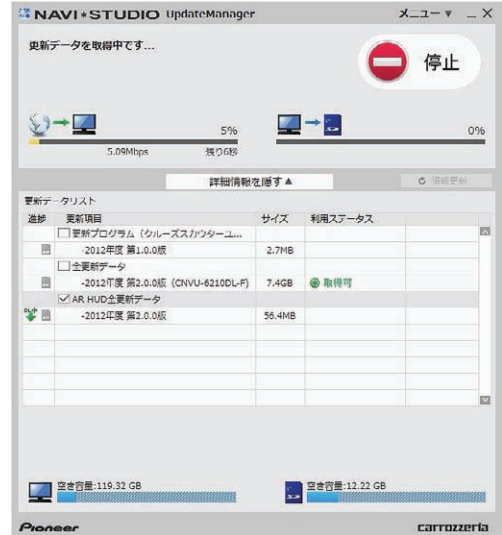 NAVI*STUDIO UpdateManager
メニュー ▼ _ X
更新データを取得中です...
停止
5%
0%
5.09Mbps 残り6秒
詳細情報を隠す▲
情報更新
更新データリスト
進捗 更新項目 サイズ 利用ステータス
更新プログラム (クルーズスカウターユ...
-2012年度 第1.0.0版 2.7MB
全更新データ
-2012年度 第2.0.0版 (CNVU-6210DL-F) 7.4GB 取得可
AR HUD全更新データ
-2012年度 第2.0.0版 56.4MB
空き容量:119.32 GB
空き容量:12.22 GB
Pioneer
carrozzeria